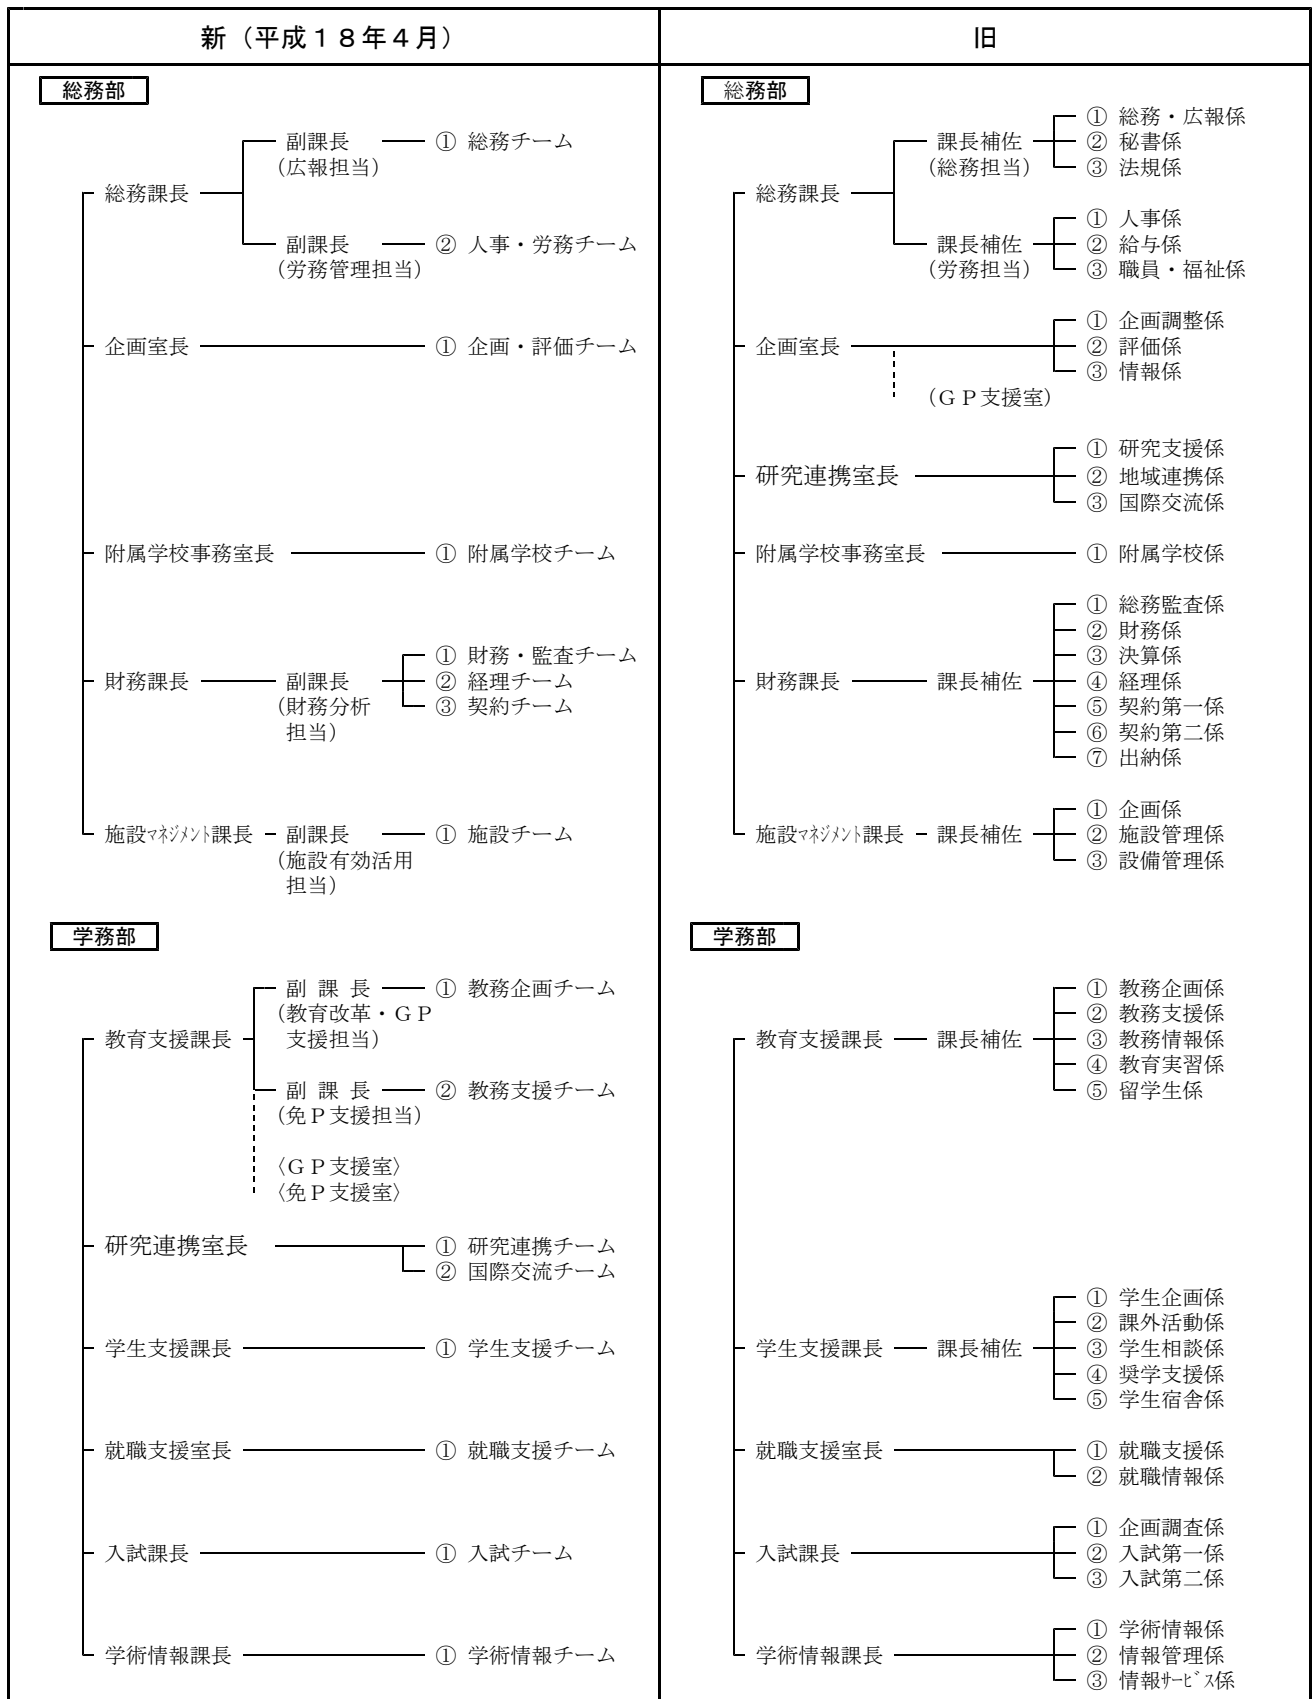 新（平成１８年４月）
総務部
副課長 ① 総務チーム
（広報担当）
総務課長
副課長 ② 人事・労務チーム
（労務管理担当）
企画室長 ① 企画・評価チーム
附属学校事務室長 ① 附属学校チーム
① 財務・監査チーム
財務課長 副課長 ② 経理チーム
（財務分析 ③ 契約チーム
担当）
施設マネジメント課長 副課長 ① 施設チーム
（施設有効活用
担当）
学務部
副 課 長 ① 教務企画チーム
（教育改革・ＧＰ
教育支援課長 支援担当）
副 課 長 ② 教務支援チーム
（免Ｐ支援担当）
〈ＧＰ支援室〉
〈免Ｐ支援室〉
研究連携室長 ① 研究連携チーム
② 国際交流チーム
学生支援課長 ① 学生支援チーム
就職支援室長 ① 就職支援チーム
入試課長 ① 入試チーム
学術情報課長 ① 学術情報チーム
旧
総務部
① 総務・広報係
課長補佐 ② 秘書係
（総務担当） ③ 法規係
総務課長
① 人事係
課長補佐 ② 給与係
（労務担当） ③ 職員・福祉係
① 企画調整係
企画室長 ② 評価係
③ 情報係
（ＧＰ支援室）
① 研究支援係
研究連携室長 ② 地域連携係
③ 国際交流係
附属学校事務室長 ① 附属学校係
① 総務監査係
② 財務係
③ 決算係
財務課長 課長補佐 ④ 経理係
⑤ 契約第一係
⑥ 契約第二係
⑦ 出納係
① 企画係
施設マネジメント課長 課長補佐 ② 施設管理係
③ 設備管理係
学務部
① 教務企画係
② 教務支援係
教育支援課長 課長補佐 ③ 教務情報係
④ 教育実習係
⑤ 留学生係
① 学生企画係
② 課外活動係
学生支援課長 課長補佐 ③ 学生相談係
④ 奨学支援係
⑤ 学生宿舎係
就職支援室長 ① 就職支援係
② 就職情報係
① 企画調査係
入試課長 ② 入試第一係
③ 入試第二係
① 学術情報係
学術情報課長 ② 情報管理係
③ 情報ｻｰﾋﾞｽ係